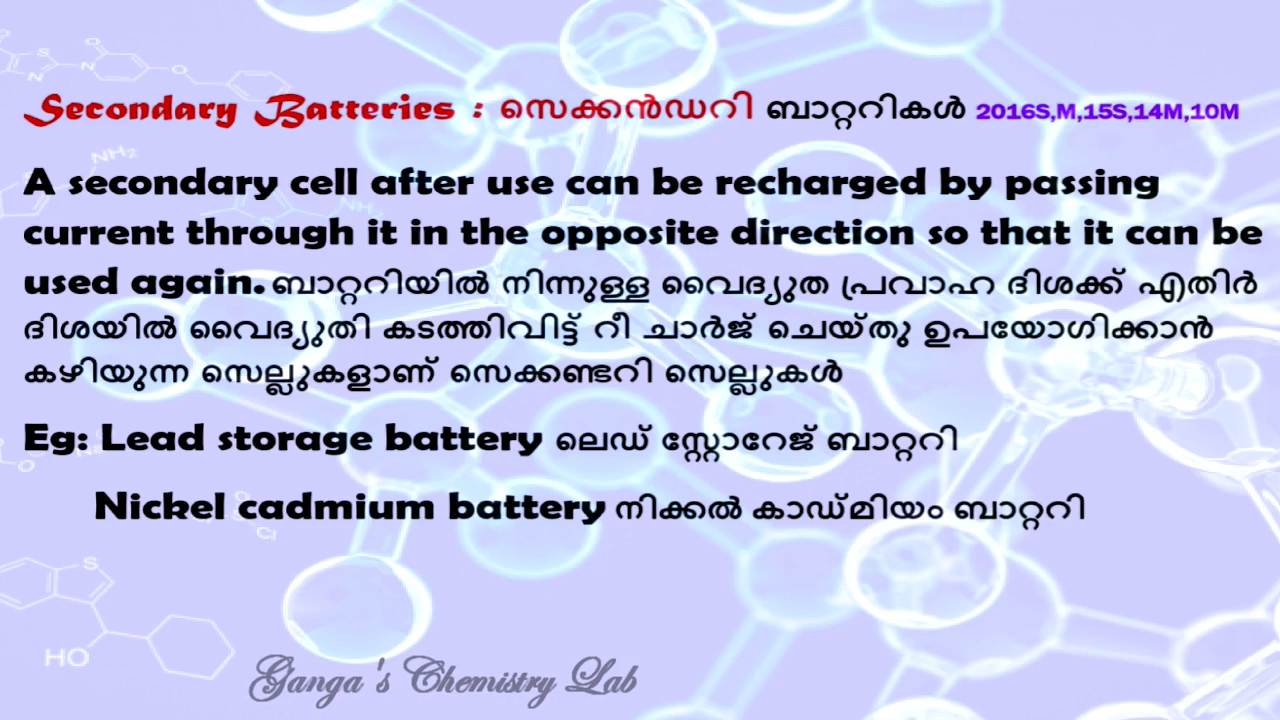 Secondary Batteries : സെക്കൻഡറി ബാറ്ററികൾ 2016S,M,15S,14M,10M
A secondary cell after use can be recharged by passing
current through it in the opposite direction so that it can be
used again. ബാറ്ററിയിൽ നിന്നുള്ള വൈദ്യുത പ്രവാഹ ദിശക്ക് എതിർ
ദിശയിൽ വൈദ്യുതി കടത്തിവിട്ട് റീ ചാർജ് ചെയ്തു ഉപയോഗിക്കാൻ
കഴിയുന്ന സെല്ലുകളാണ് സെക്കണ്ടറി സെല്ലുകൾ
Eg: Lead storage battery ലെഡ് സ്റ്റോറേജ് ബാറ്ററി
Nickel cadmium battery നിക്കൽ കാഡ്മിയം ബാറ്ററി
HO
Ganga's Chemistry Lab